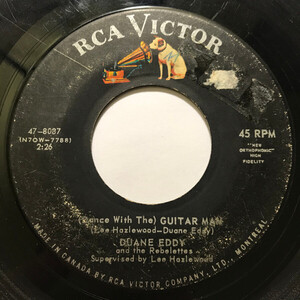 RCA VICTOR
47-8087
(N2OW-7788)
2:26
45 RPM
"NEW
ORTHOPHONIC"
HIGH
FIDELITY
(Dance With The) GUITAR MAN
(Lee Hazlewood-Duane Eddy)
DUANE EDDY
and the Rebelettes
Supervised by Lee Hazlewood
MADE IN CANADA BY RCA VICTOR COMPANY, LTD., MONTREAL